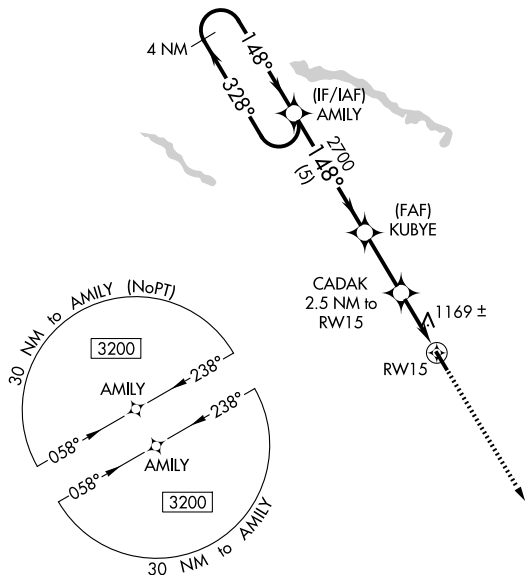 4 NM
148°
328°
(IF/IAF)
AMILY
2700
148°
(5)
(FAF)
KUBYE
CADAK
2.5 NM to
RW15
1169 ±
RW15
30 NM to AMILY (NoPT)
3200
238°
AMILY
058°
238°
AMILY
058°
3200
30 NM to AMILY